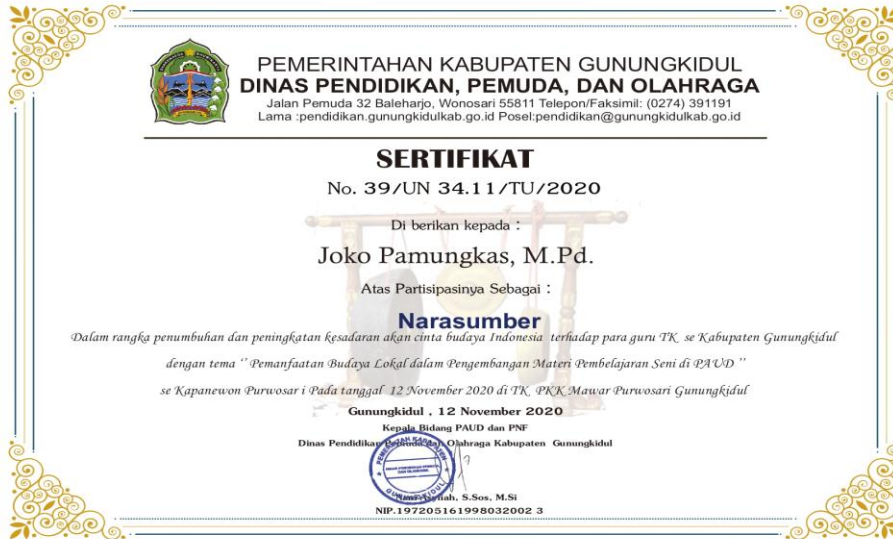 PEMERINTAHAN KABUPATEN GUNUNGKIDUL
DINAS PENDIDIKAN, PEMUDA, DAN OLAHRAGA
Jalan Pemuda 32 Baleharjo, Wonosari 55811 Telepon/Faksimil: (0274) 391191
Lama :pendidikan.gunungkidulkab.go.id Posel:pendidikan@gunungkidulkab.go.id
SERTIFIKAT
No. 39/UN 34.11/TU/2020
Di berikan kepada :
Joko Pamungkas, M.Pd.
Atas Partisipasinya Sebagai :
Narasumber
Dalam rangka penumbuhan dan peningkatan kesadaran akan cinta budaya Indonesia terhadap para guru TK se Kabupaten Gunungkidul
dengan tema “ Pemanfaatan Budaya Lokal dalam Pengembangan Materi Pembelajaran Seni di PAUD ”
se Kapanewon Purwosar i Pada tanggal 12 November 2020 di TK PKK Mawar Purwosari Gunungkidul
Gunungkidul , 12 November 2020
Kepala Bidang PAUD dan PNF
Dinas Pendidikan Pemuda dan Olahraga Kabupaten Gunungkidul
S.Sos, M.Si
NIP.197205161998032002 3